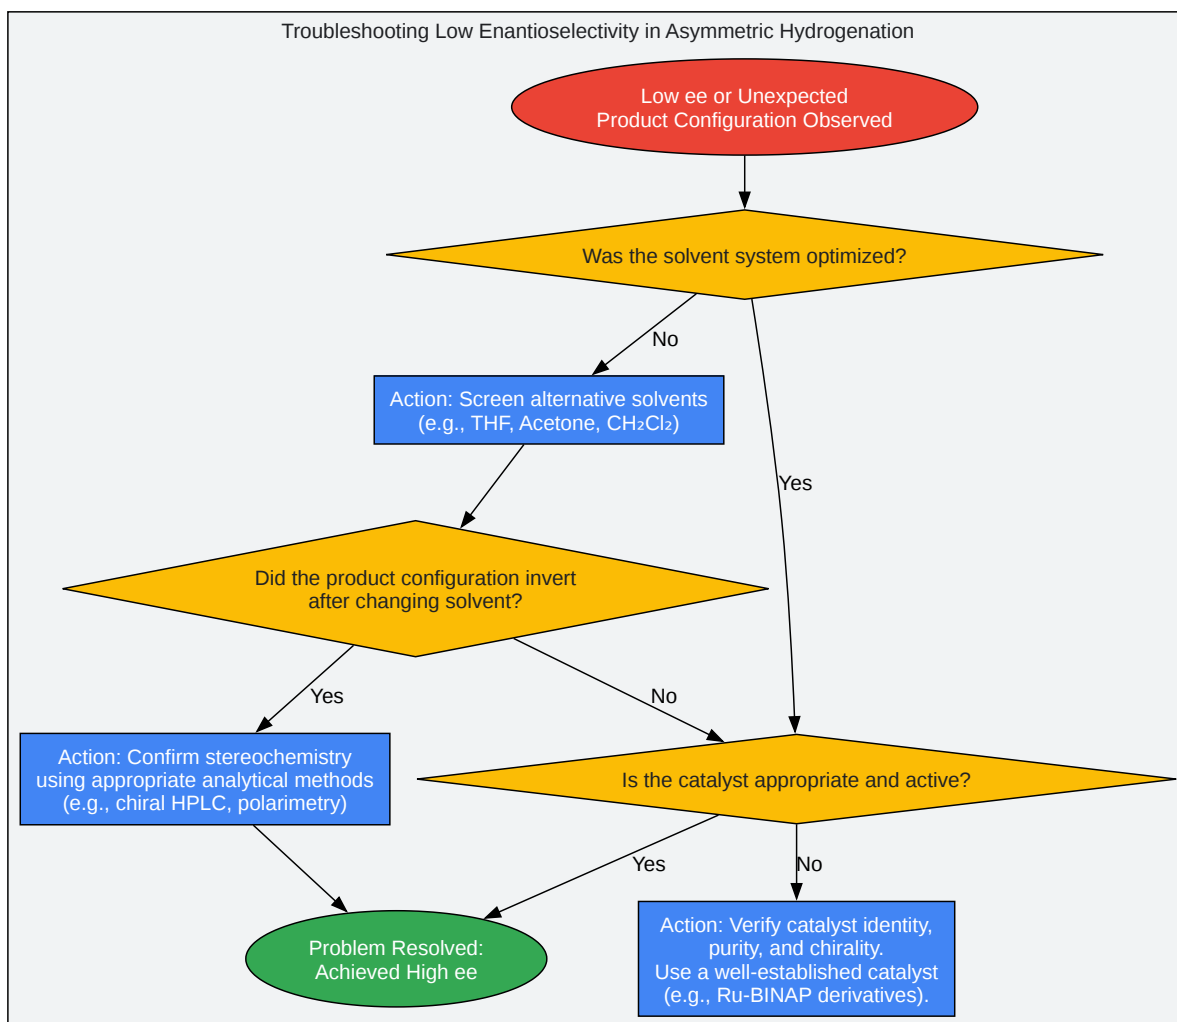 Troubleshooting Low Enantioselectivity in Asymmetric Hydrogenation
Low ee or Unexpected
Product Configuration Observed
Was the solvent system optimized?
No
Action: Screen alternative solvents
(e.g., THF, Acetone, CH₂Cl₂)
Yes
Did the product configuration invert
after changing solvent?
Yes
No
Action: Confirm stereochemistry
using appropriate analytical methods
(e.g., chiral HPLC, polarimetry)
Is the catalyst appropriate and active?
Yes
No
Problem Resolved:
Achieved High ee
Action: Verify catalyst identity,
purity, and chirality.
Use a well-established catalyst
(e.g., Ru-BINAP derivatives).